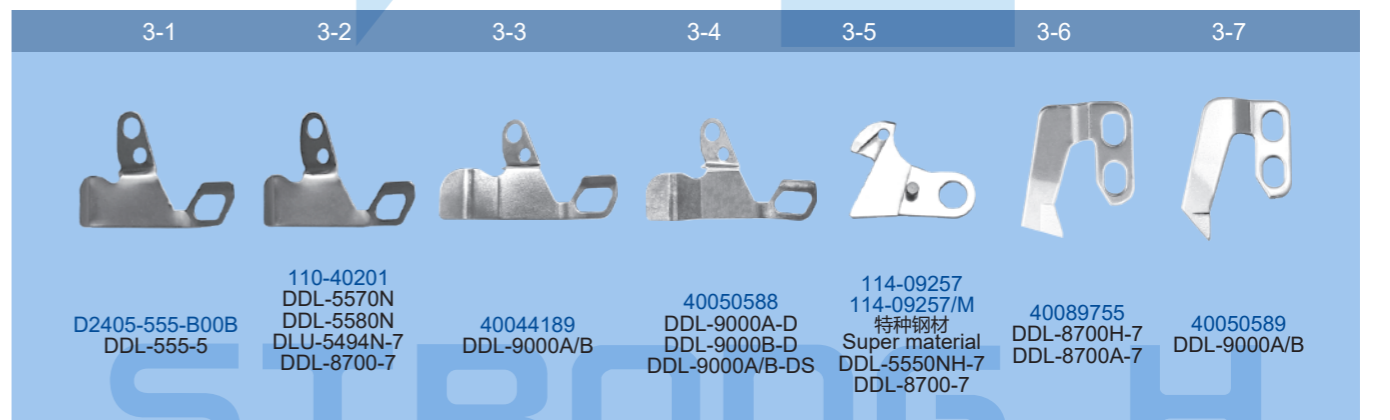 3-1 3-2 3-3 3-4 3-5 3-6 3-7
D2405-555-B00B
DDL-555-5
110-40201
DDL-5570N
DDL-5580N
DLU-5494N-7
DDL-8700-7
40044189
DDL-9000A/B
40050588
DDL-9000A-D
DDL-9000B-D
DDL-9000A/B-DS
114-09257
114-09257/M
特种钢材
Super material
DDL-5550NH-7
DDL-8700-7
40089755
DDL-8700H-7
DDL-8700A-7
40050589
DDL-9000A/B
STRONG H